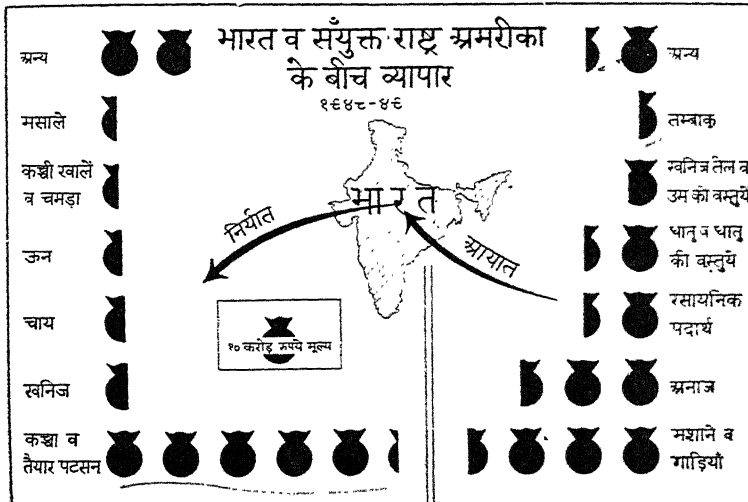 भारत व सँयुक्त राष्ट्र अमरीका
के बीच व्यापार
१९४८-४९
अन्य
मसाले
कच्ची खालें
व चमड़ा
ऊन
चाय
खनिज
कच्चा व
तैयार पटसन
भारत
निर्यात
आयात
१० करोड़ रुपये मूल्य
अन्य
तम्बाकू
खनिज तेल व
उस की वस्तुयें
धातु व धातु
की वस्तुयें
रसायनिक
पदार्थ
अनाज
मशीनें व
गाड़ियाँ